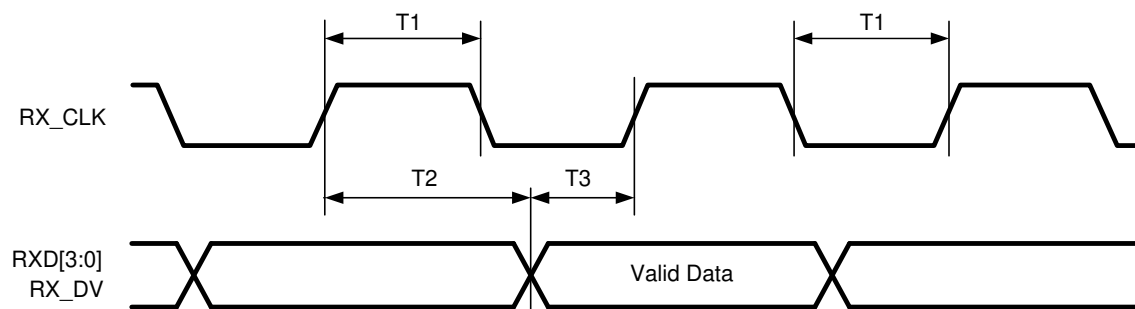 T1
T1
RX_CLK
T2
T3
RXD[3:0]
RX_DV
Valid Data